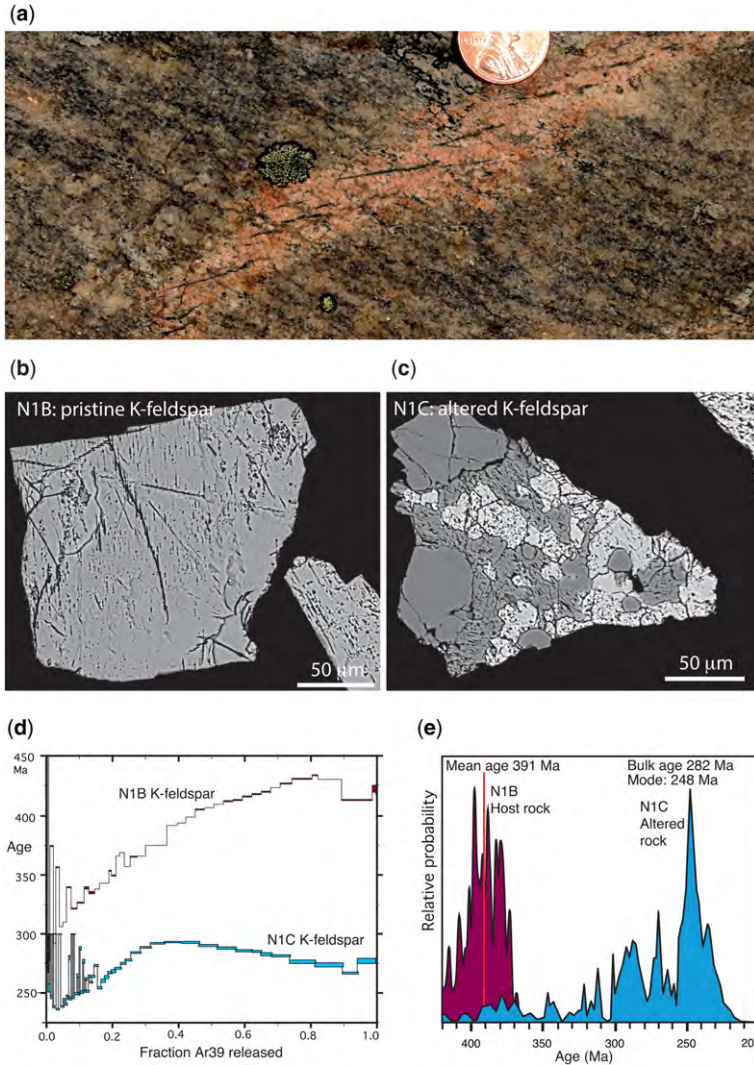 (a)
(b)
(c)
N1B: pristine K-feldspar
N1C: altered K-feldspar
50 µm
50 µm
(d)
(e)
450
Ma
400
Age
350
300
250
N1B K-feldspar
N1C K-feldspar
0.0
0.2
0.4
0.6
0.8
1.0
Fraction Ar39 released
Mean age 391 Ma
Bulk age 282 Ma
Mode: 248 Ma
N1B
Host rock
N1C
Altered
rock
Relative probability
400
350
300
250
Age (Ma)